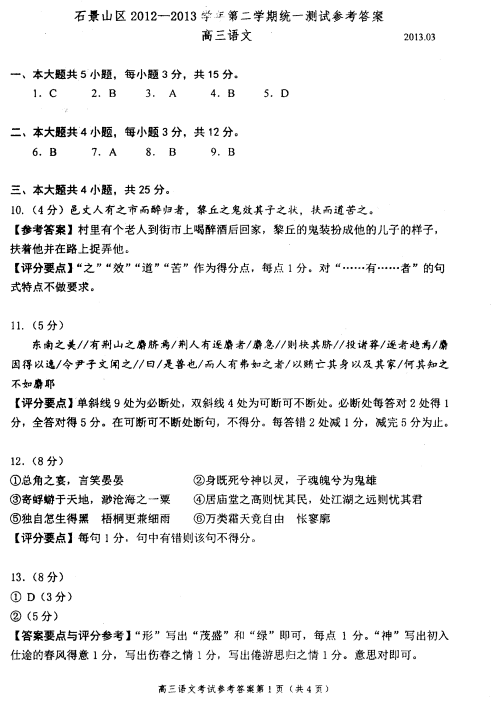 石景山区 2012—2013 学年第二学期统一测试参考答案
高三语文 2013.03
一、本大题共 5 小题，每小题 3 分，共 15 分。
1．C 2．B 3． A 4．B 5．D
二、本大题共 4 小题，每小题 3 分，共 12 分。
6．B 7．A 8． B 9．B
三、本大题共 4 小题，共 25 分。
10.（4 分）邑丈人有之市而醉归者，黎丘之鬼效其子之状，扶而道苦之。
【参考答案】村里有个老人到街市上喝醉酒后回家，黎丘的鬼装扮成他的儿子的样子，
扶着他并在路上捉弄他。
【评分要点】“之”“效”“道”“苦”作为得分点，每点 1 分。对“……有……者”的句
式特点不做要求。
11.（5 分）
东南之美//有荆山之麝脐焉/荆人有逐麝者/麝急//则抉其脐//投诸莽/逐者趋焉/麝
因得以逸/令尹子文闻之//曰/是兽也/而人有弗如之者/以贿亡其身以及其家/何其知之
不如麝耶
【评分要点】单斜线 9 处为必断处，双斜线 4 处为可断可不断处。必断处每答对 2 处得 1
分，全答对得 5 分。在可断可不断处断句，不得分。每答错 2 处减 1 分，减完 5 分为止。
12.（8 分）
①总角之宴，言笑晏晏 ②身既死兮神以灵，子魂魄兮为鬼雄
③寄蜉蝣于天地，渺沧海之一粟 ④居庙堂之高则忧其民，处江湖之远则忧其君
⑤独自怎生得黑 梧桐更兼细雨 ⑥万类霜天竞自由 怅寥廓
【评分要点】每句 1 分，句中有错则该句不得分。
13.（8 分）
① D（3 分）
②（5 分）
【答案要点与评分参考】“形”写出“茂盛”和“绿”即可，每点 1 分。“神”写出初入
仕途的春风得意 1 分，写出伤春之情 1 分，写出倦游思归之情 1 分。意思对即可。
高三语文考试参考答案第 1 页（共 4 页）